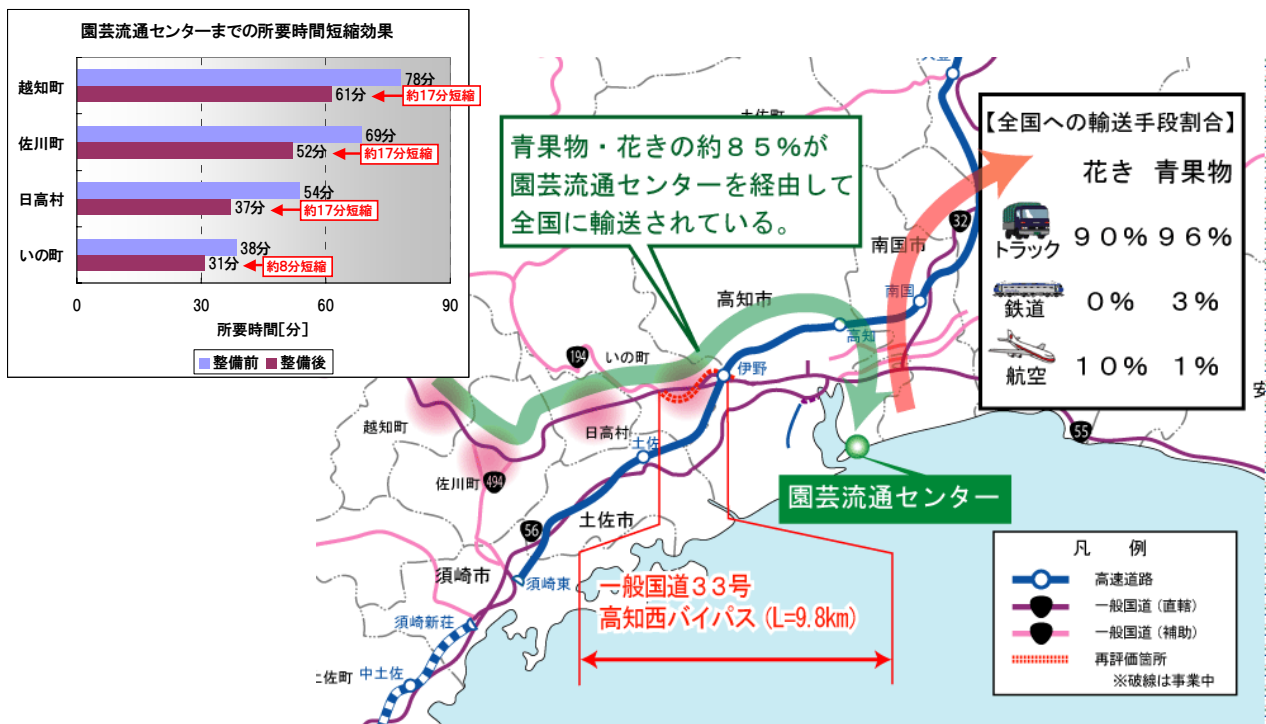 園芸流通センターまでの所要時間短縮効果
越知町
78分
61分
約17分短縮
佐川町
69分
52分
約17分短縮
日高村
54分
37分
約17分短縮
いの町
38分
31分
約8分短縮
0
30
60
90
所要時間[分]
整備前
整備後
青果物・花きの約85%が
園芸流通センターを経由して
全国に輸送されている。
【全国への輸送手段割合】
花き 青果物
トラック 90% 96%
鉄道 0% 3%
航空 10% 1%
土佐町
32
南国市
南国
高知市
高知
いの町
194
伊野
越知町
日高村
土佐
佐川町
494
55
安
園芸流通センター
土佐市
56
須崎市
須崎東
須崎新荘
中土佐
土佐町
一般国道33号
高知西バイパス(L=9.8km)
凡 例
高速道路
一般国道(直轄)
一般国道(補助)
再評価箇所
※破線は事業中